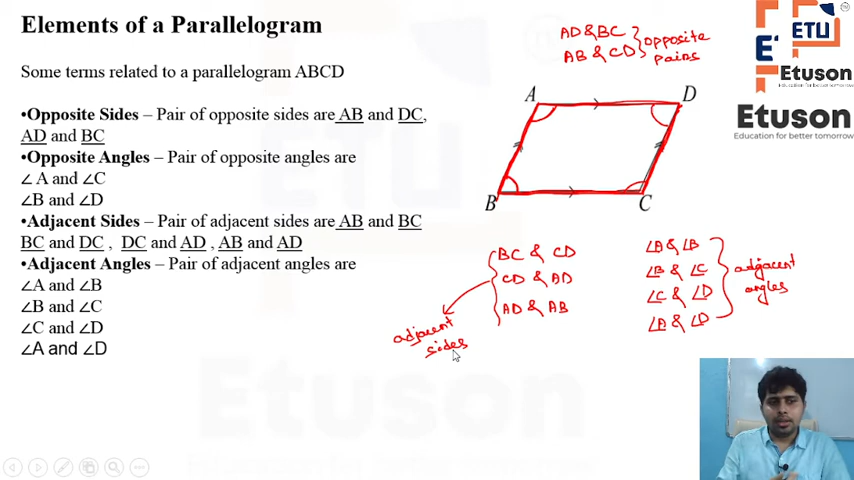 Elements of a Parallelogram
Some terms related to a parallelogram ABCD
•Opposite Sides – Pair of opposite sides are AB and DC,
AD and BC
•Opposite Angles – Pair of opposite angles are
∠ A and ∠C
∠B and ∠D
•Adjacent Sides – Pair of adjacent sides are AB and BC
BC and DC , DC and AD , AB and AD
•Adjacent Angles – Pair of adjacent angles are
∠A and ∠B
∠B and ∠C
∠C and ∠D
∠A and ∠D
AD & BC
AB & CD
opposite
pairs
A
D
B
C
BC & CD
CD & AD
AD & AB
adjacent
sides
∠A & ∠B
∠B & ∠C
∠C & ∠D
∠A & ∠D
adjacent
angles
ETU
Etuson
Etuson
Education for better tomorrow
Etuson